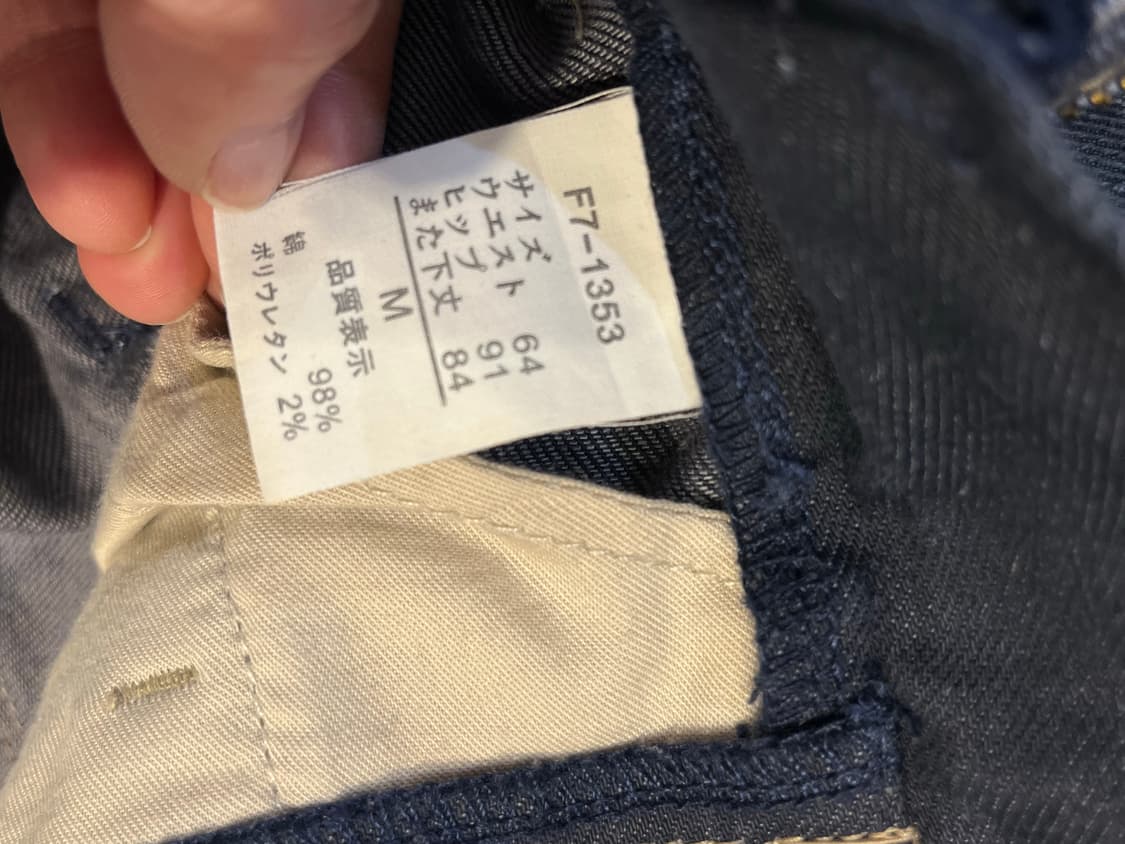 F7-1353
サイズ
ウエスト 64
ヒップ 91
また下丈 84
M
品質表示
綿 98%
ポリウレタン 2%